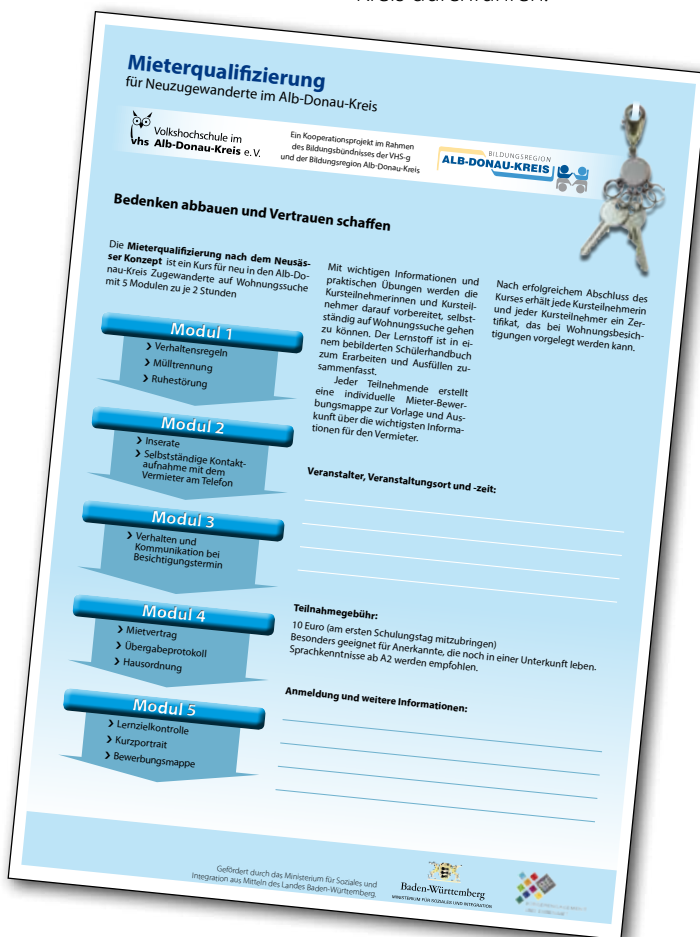 Mieterqualifizierung
für Neuzugewanderte im Alb-Donau-Kreis
Volkshochschule im
vhs Alb-Donau-Kreis e. V.
Ein Kooperationsprojekt im Rahmen
des Bildungsbündnisses der VHS-g
und der Bildungsregion Alb-Donau-Kreis
BILDUNGSREGION
ALB-DONAU-KREIS
Bedenken abbauen und Vertrauen schaffen
Die Mieterqualifizierung nach dem Neusäs-
ser Konzept ist ein Kurs für neu in den Alb-Do-
nau-Kreis Zugewanderte auf Wohnungssuche
mit 5 Modulen zu je 2 Stunden
Modul 1
Verhaltensregeln
Mülltrennung
Ruhestörung
Modul 2
Inserate
Selbstständige Kontakt-
aufnahme mit dem
Vermieter am Telefon
Modul 3
Verhalten und
Kommunikation bei
Besichtigungstermin
Modul 4
Mietvertrag
Übergabeprotokoll
Hausordnung
Modul 5
Lernzielkontrolle
Kurzportrait
Bewerbungsmappe
Mit wichtigen Informationen und
praktischen Übungen werden die
Kursteilnehmerinnen und Kursteil-
nehmer darauf vorbereitet, selbst-
ständig auf Wohnungssuche gehen
zu können. Der Lernstoff ist in ei-
nem bebilderten Schülerhandbuch
zum Erarbeiten und Ausfüllen zu-
sammenfasst.
Jeder Teilnehmende erstellt
eine individuelle Mieter-Bewer-
bungsmappe zur Vorlage und Aus-
kunft über die wichtigsten Informa-
tionen für den Vermieter.
Nach erfolgreichem Abschluss des
Kurses erhält jede Kursteilnehmerin
und jeder Kursteilnehmer ein Zer-
tifikat, das bei Wohnungsbesich-
tigungen vorgelegt werden kann.
Veranstalter, Veranstaltungsort und -zeit:
Teilnahmegebühr:
10 Euro (am ersten Schulungstag mitzubringen)
Besonders geeignet für Anerkannte, die noch in einer Unterkunft leben.
Sprachkenntnisse ab A2 werden empfohlen.
Anmeldung und weitere Informationen:
Gefördert durch das Ministerium für Soziales und
Integration aus Mitteln des Landes Baden-Württemberg.
Baden-Württemberg
MINISTERIUM FÜR SOZIALES UND INTEGRATION